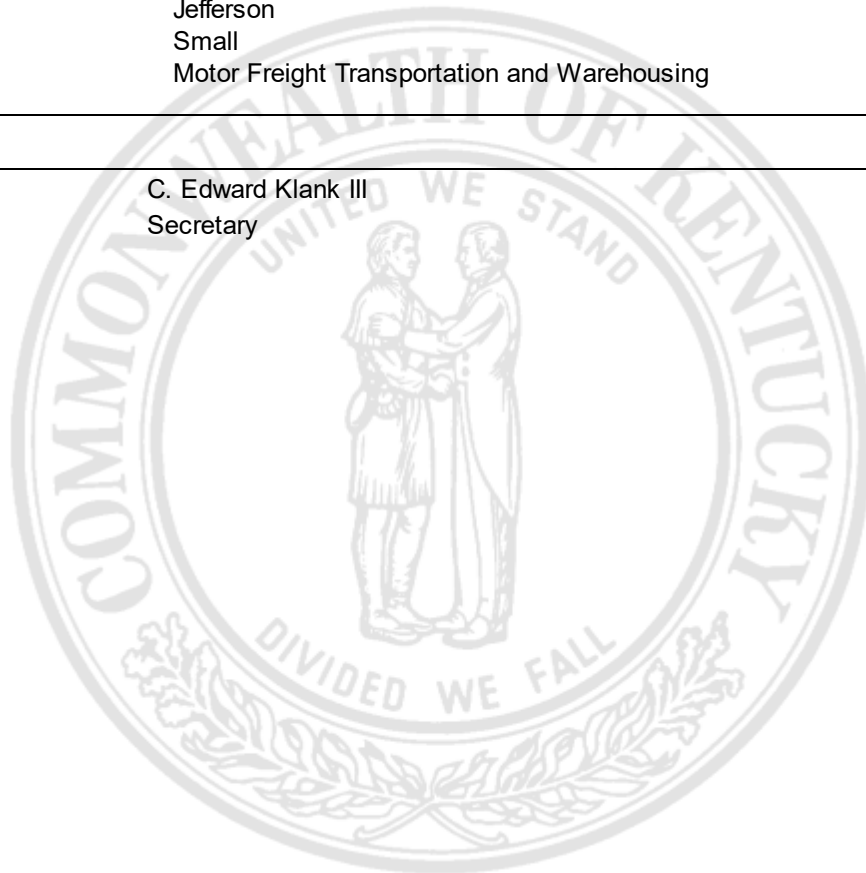 Jefferson
Small
Motor Freight Transportation and Warehousing
C. Edward Klank III
Secretary
COMMONWEALTH OF KENTUCKY
UNITED WE STAND
DIVIDED WE FALL